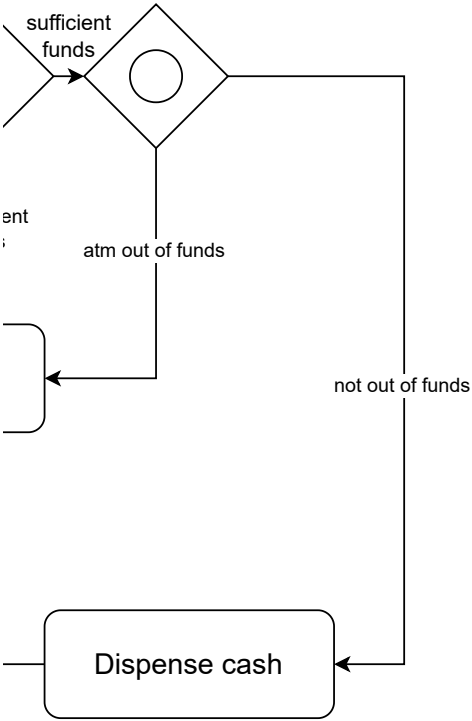 sufficient
funds
atm out of funds
not out of funds
Dispense cash